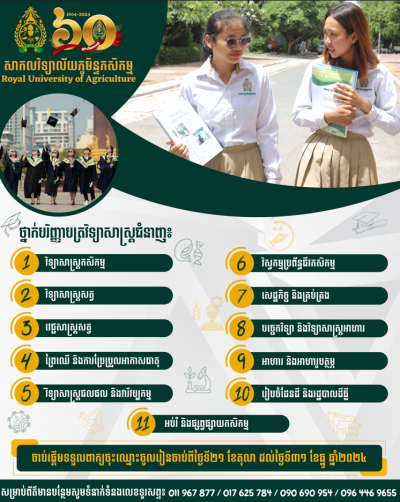 1964-2024
៦០
សាកលវិទ្យាល័យភូមិន្ទកសិកម្ម
Royal University of Agriculture
ថ្នាក់បរិញ្ញាបត្រវិទ្យាសាស្ត្រជំនាញ៖
1 វិទ្យាសាស្ត្រកសិកម្ម
2 វិទ្យាសាស្ត្រសត្វ
3 វេជ្ជសាស្ត្រសត្វ
4 ព្រៃឈើ និងការប្រែប្រួលអាកាសធាតុ
5 វិទ្យាសាស្ត្រជលផល និងវារីវប្បកម្ម
6 វិស្វកម្មប្រព័ន្ធជីវកសិកម្ម
7 សេដ្ឋកិច្ច និងគ្រប់គ្រង
8 បច្ចេកវិទ្យា និងវិទ្យាសាស្ត្រអាហារ
9 អាហារ និងអាហារូបត្ថម្ភ
10 រៀបចំដែនដី និងរដ្ឋបាលដីធ្លី
11 អប់រំ និងផ្សព្វផ្សាយកសិកម្ម
ចាប់ផ្តើមទទួលពាក្យចុះឈ្មោះចូលរៀនចាប់ពីថ្ងៃទី២១ ខែតុលា ដល់ថ្ងៃទី៣១ ខែធ្នូ ឆ្នាំ២០២៤
សម្រាប់ព័ត៌មានបន្ថែមសូមទំនាក់ទំនងលេខទូរសព្ទ៖ 011 967 877 / 017 625 784 / 090 690 954 / 096 446 9655